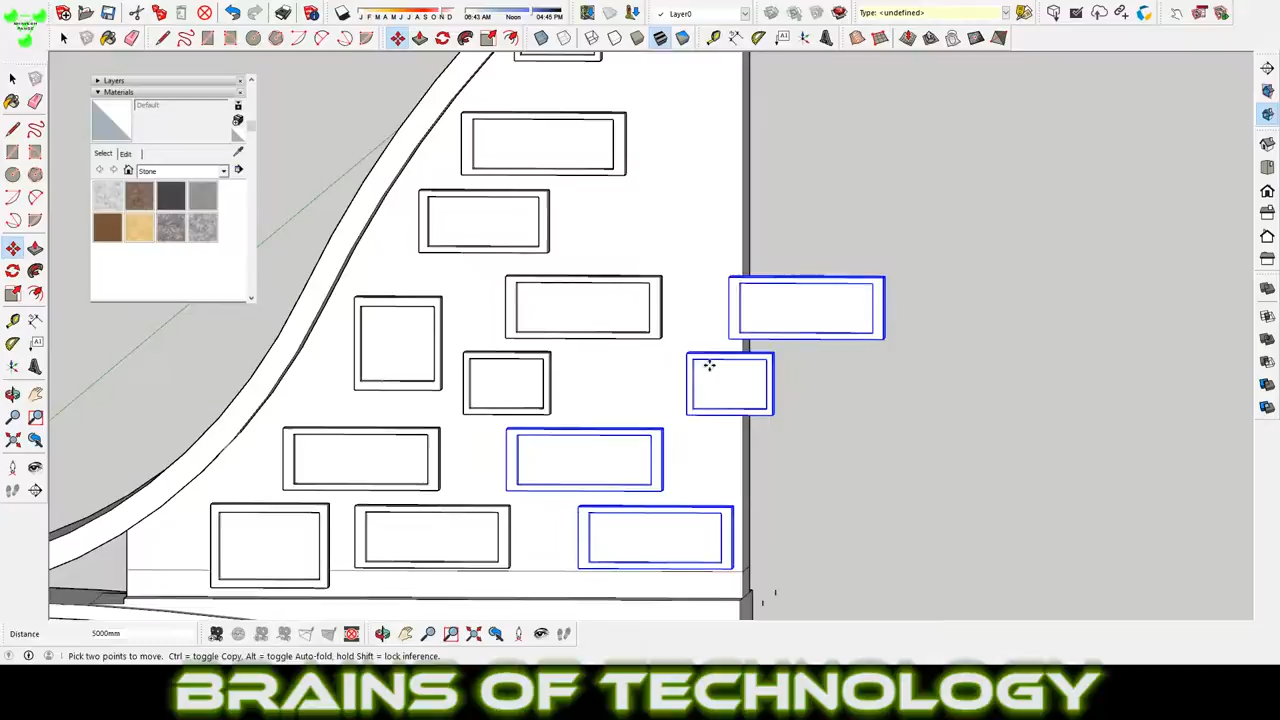 J F M A M J J A S O N D
06:43 AM Noon 04:45 PM
Layer0
Type: <undefined>
Layers
Materials
Default
Select Edit
Stone
Distance 5000mm
Pick two points to move. Ctrl = toggle Copy, Alt = toggle Auto-fold, hold Shift = lock inference.
BRAINS OF TECHNOLOGY